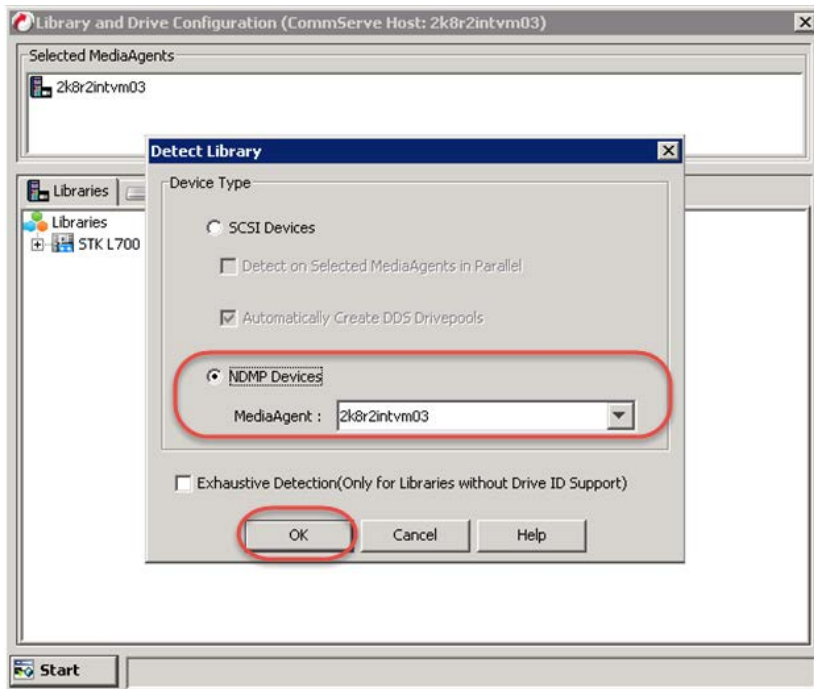 Library and Drive Configuration (CommServe Host: 2k8r2intvm03)
Selected MediaAgents
2k8r2intvm03
Detect Library
Device Type
Libraries
Libraries
STK L700
SCSI Devices
Detect on Selected MediaAgents in Parallel
Automatically Create DDS Drivepools
NDMP Devices
MediaAgent : 2k8r2intvm03
Exhaustive Detection(Only for Libraries without Drive ID Support)
OK Cancel Help
Start